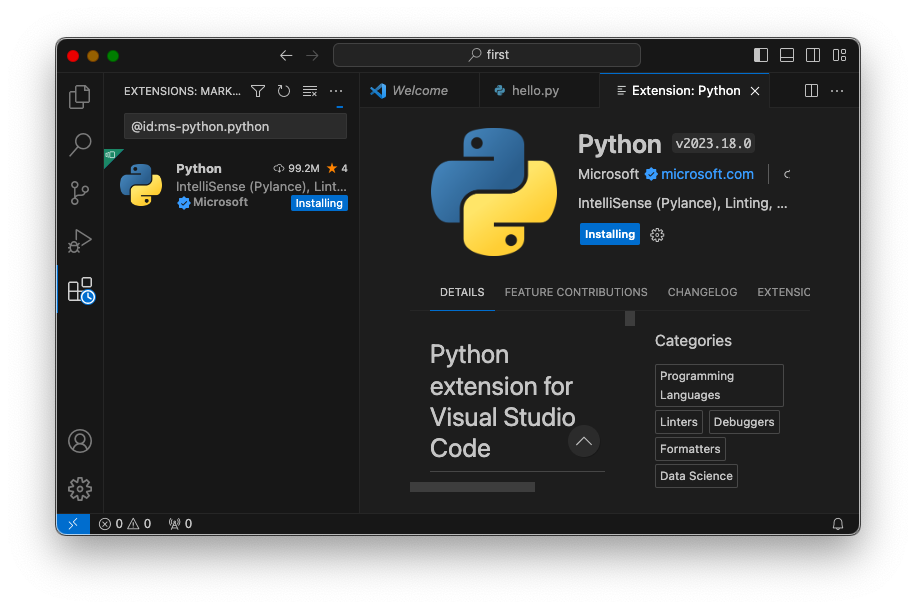 first
EXTENSIONS: MARK...
Welcome
hello.py
Extension: Python
@id:ms-python.python
Python
99.2M
4
IntelliSense (Pylance), Lint...
Microsoft
Installing
Python
v2023.18.0
Microsoft
microsoft.com
IntelliSense (Pylance), Linting, ...
Installing
DETAILS
FEATURE CONTRIBUTIONS
CHANGELOG
EXTENSIC
Python
extension for
Visual Studio
Code
Categories
Programming
Languages
Linters
Debuggers
Formatters
Data Science
0
0
0